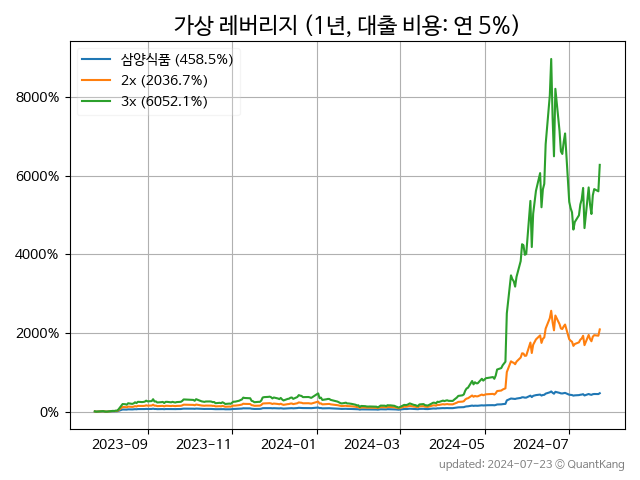 가상 레버리지 (1년, 대출 비용: 연 5%)
삼양식품 (458.5%)
2x (2036.7%)
3x (6052.1%)
8000%
6000%
4000%
2000%
0%
2023-09 2023-11 2024-01 2024-03 2024-05 2024-07
updated: 2024-07-23 ⓒ QuantKang